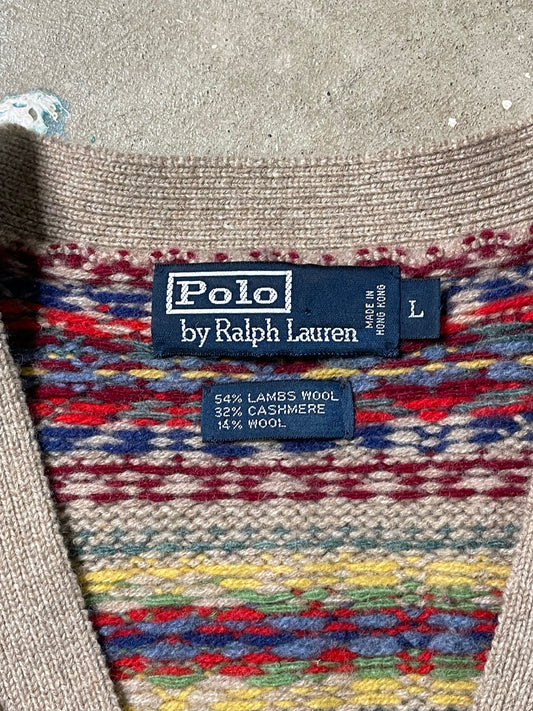 Polo
by Ralph Lauren
MADE IN
HONG KONG
L
54% LAMBS WOOL
32% CASHMERE
14% WOOL